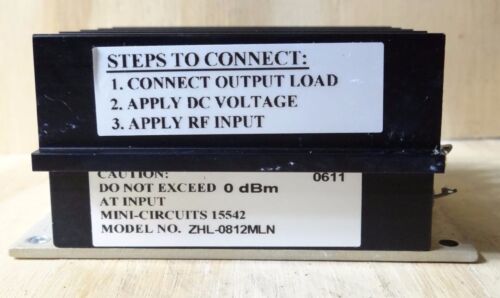 STEPS TO CONNECT:
1. CONNECT OUTPUT LOAD
2. APPLY DC VOLTAGE
3. APPLY RF INPUT
CAUTION: 0611
DO NOT EXCEED 0 dBm
AT INPUT
MINI-CIRCUITS 15542
MODEL NO. ZHL-0812MLN